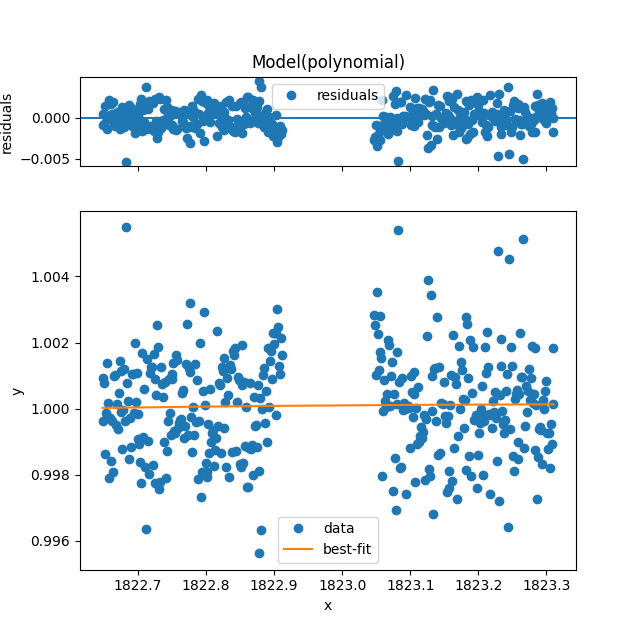 Model(polynomial)
residuals
0.000
−0.005
residuals
1.004
1.002
1.000
0.998
0.996
y
data
best-fit
1822.7 1822.8 1822.9 1823.0 1823.1 1823.2 1823.3
x